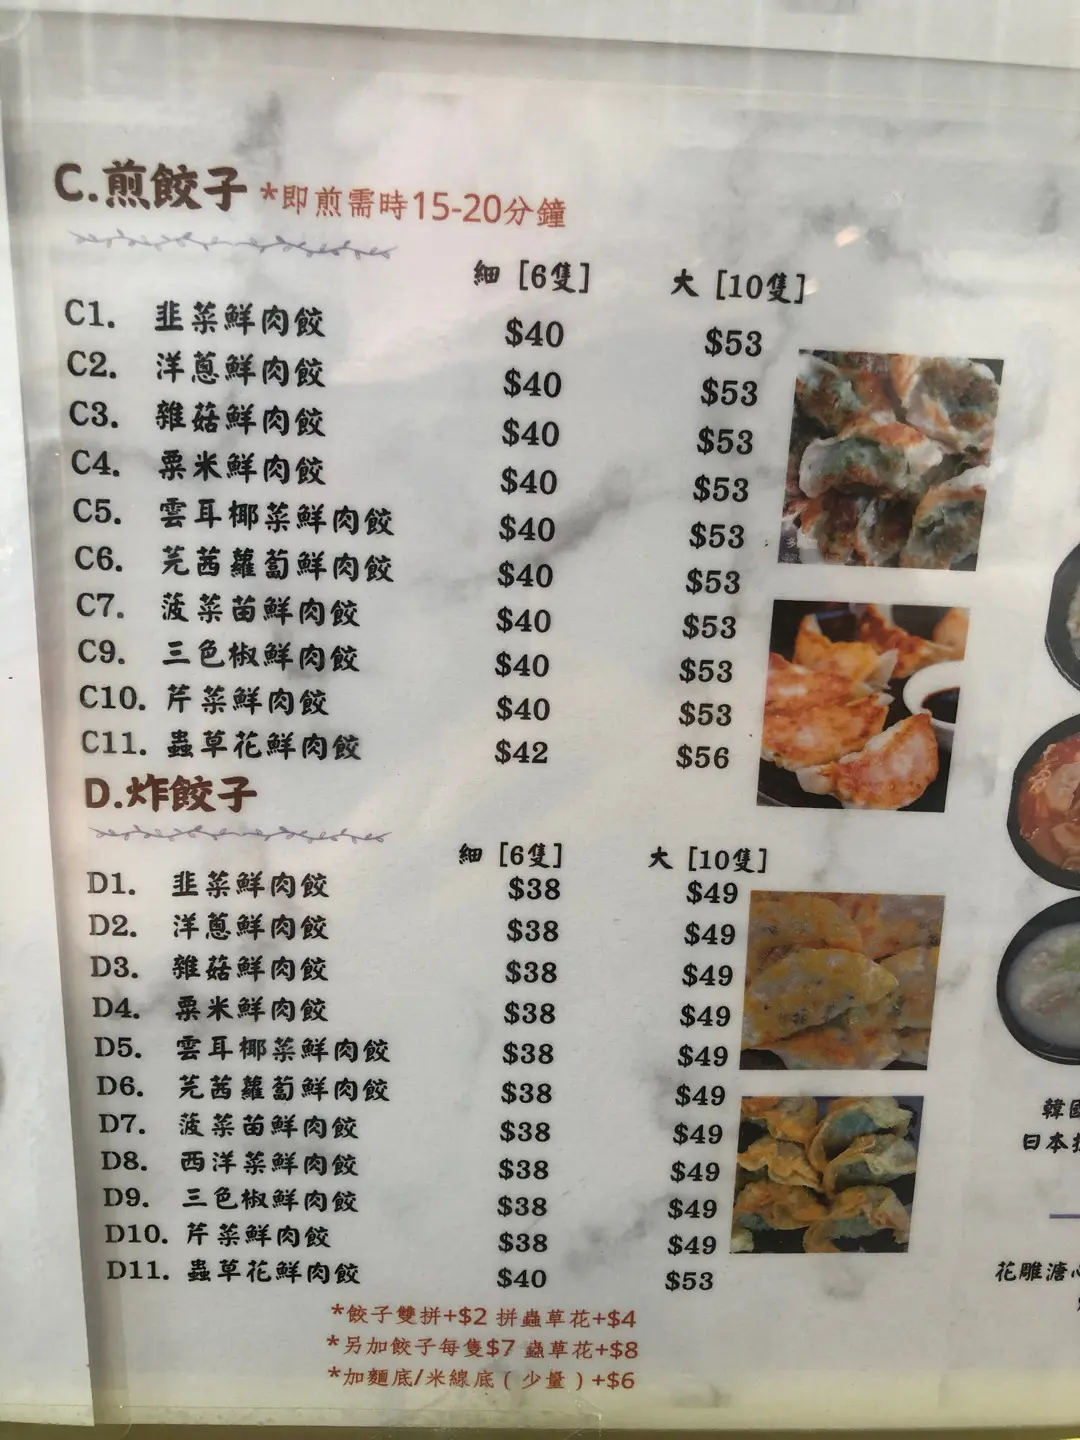 C.煎餃子 *即煎需時15-20分鐘
細 [6隻] 大 [10隻]
C1. 韭菜鮮肉餃 $40 $53
C2. 洋蔥鮮肉餃 $40 $53
C3. 雜菇鮮肉餃 $40 $53
C4. 粟米鮮肉餃 $40 $53
C5. 雲耳椰菜鮮肉餃 $40 $53
C6. 芫茜蘿蔔鮮肉餃 $40 $53
C7. 菠菜苗鮮肉餃 $40 $53
C9. 三色椒鮮肉餃 $40 $53
C10. 芹菜鮮肉餃 $40 $53
C11. 蟲草花鮮肉餃 $42 $56
D.炸餃子
細 [6隻] 大 [10隻]
D1. 韭菜鮮肉餃 $38 $49
D2. 洋蔥鮮肉餃 $38 $49
D3. 雜菇鮮肉餃 $38 $49
D4. 粟米鮮肉餃 $38 $49
D5. 雲耳椰菜鮮肉餃 $38 $49
D6. 芫茜蘿蔔鮮肉餃 $38 $49
D7. 菠菜苗鮮肉餃 $38 $49
D8. 西洋菜鮮肉餃 $38 $49
D9. 三色椒鮮肉餃 $38 $49
D10. 芹菜鮮肉餃 $38 $49
D11. 蟲草花鮮肉餃 $40 $53
*餃子雙拼+$2 拼蟲草花+$4
*另加餃子每隻$7 蟲草花+$8
*加麵底/米線底(少量)+$6
韓國
日本
花雕溏心